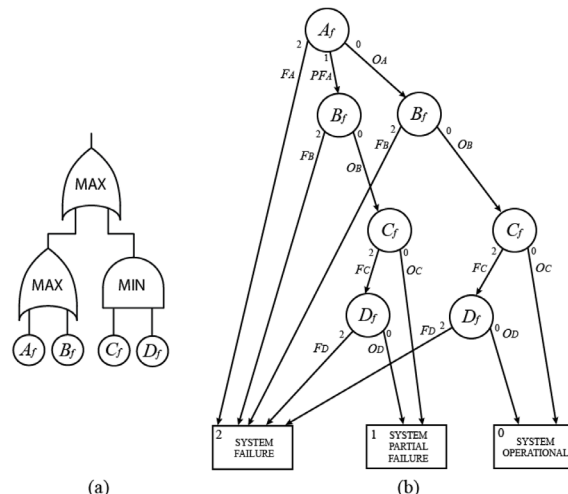 MAX
MAX
MIN
Af
Bf
Cf
Df
(a)
Af
2
1
0
FA
PFA
OA
Bf
2
0
FB
OB
Bf
2
0
FB
OB
Cf
2
0
FC
OC
Cf
2
0
FC
OC
Df
2
0
FD
OD
Df
2
0
FD
OD
2
SYSTEM
FAILURE
1
SYSTEM
PARTIAL
FAILURE
0
SYSTEM
OPERATIONAL
(b)